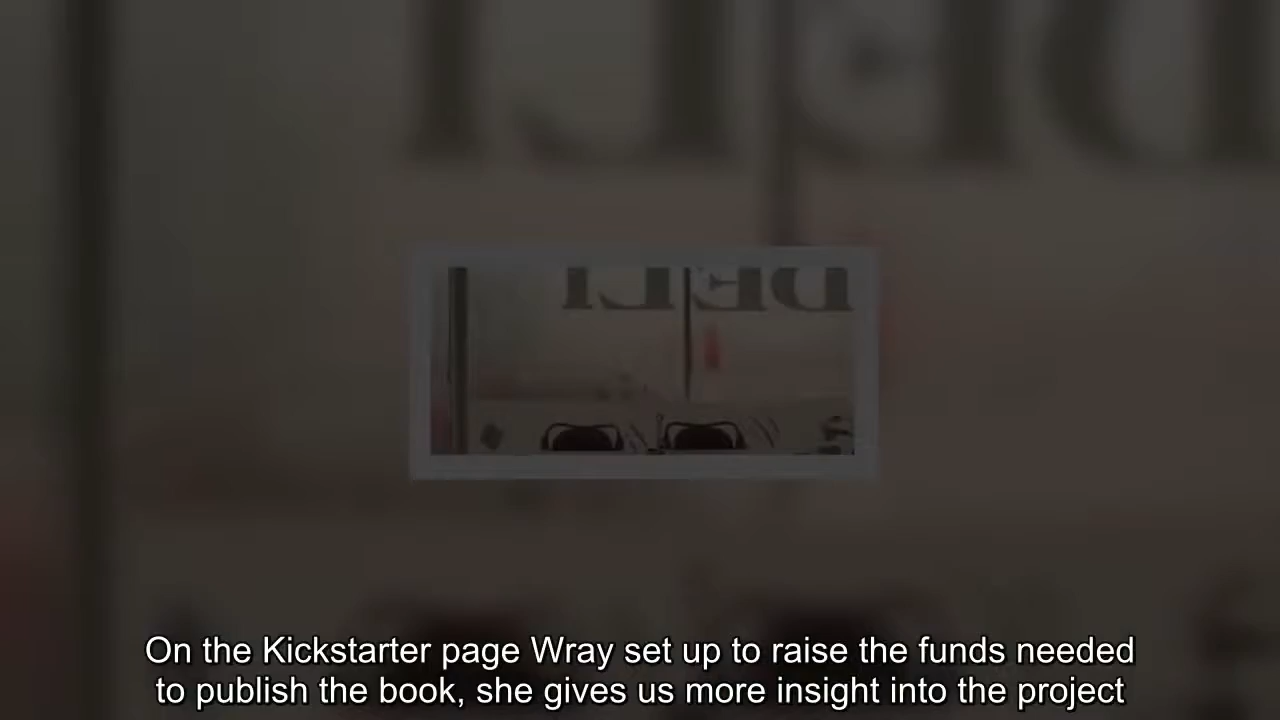 DELI
On the Kickstarter page Wray set up to raise the funds needed
to publish the book, she gives us more insight into the project